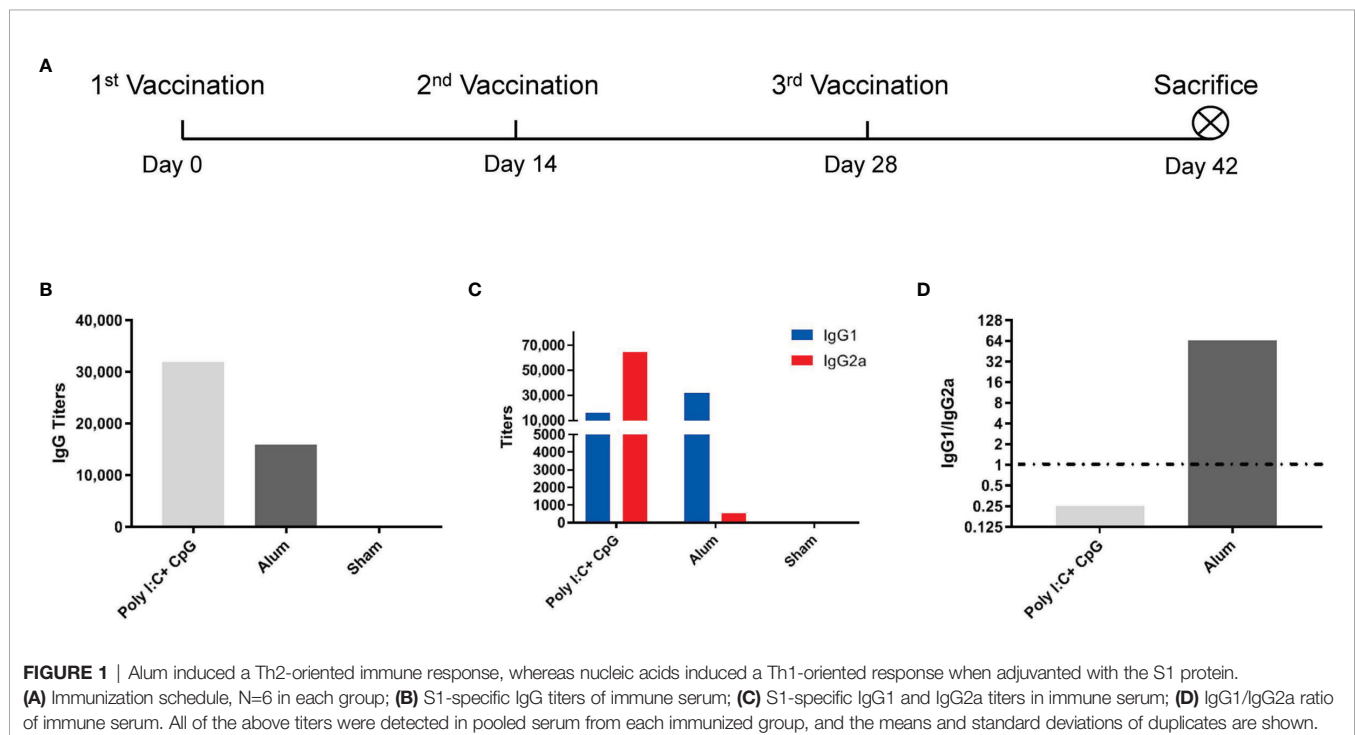 A
1st Vaccination 2nd Vaccination 3rd Vaccination Sacrifice
Day 0 Day 14 Day 28 Day 42
B
IgG Titers
40,000
30,000
20,000
10,000
0
Poly I:C+ CpG
Alum
Sham
C
Titers
70,000
50,000
30,000
10,000
5000
4000
3000
2000
1000
0
IgG1
IgG2a
Poly I:C+ CpG
Alum
Sham
D
IgG1/IgG2a
128
64
32
16
8
4
2
1
0.5
0.25
0.125
Poly I:C+ CpG
Alum
FIGURE 1 | Alum induced a Th2-oriented immune response, whereas nucleic acids induced a Th1-oriented response when adjuvanted with the S1 protein.
(A) Immunization schedule, N=6 in each group; (B) S1-specific IgG titers of immune serum; (C) S1-specific IgG1 and IgG2a titers in immune serum; (D) IgG1/IgG2a ratio
of immune serum. All of the above titers were detected in pooled serum from each immunized group, and the means and standard deviations of duplicates are shown.